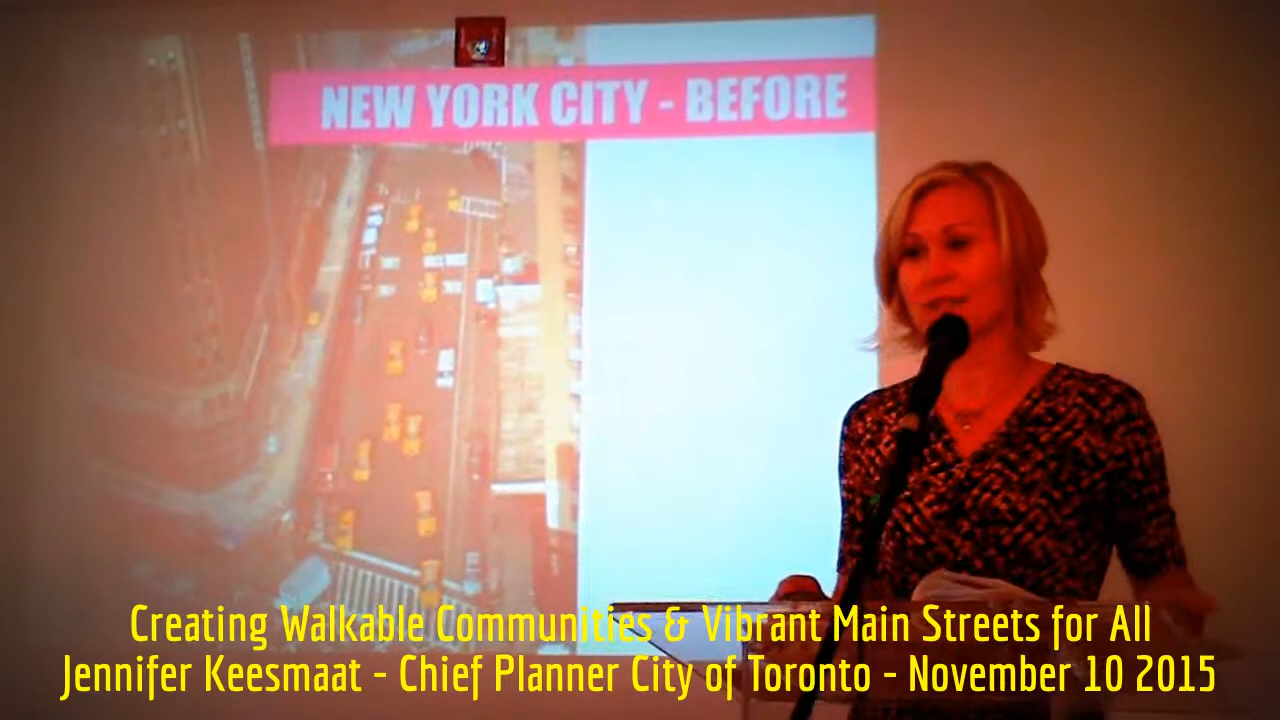 NEW YORK CITY - BEFORE
Creating Walkable Communities & Vibrant Main Streets for All
Jennifer Keesmaat - Chief Planner City of Toronto - November 10 2015